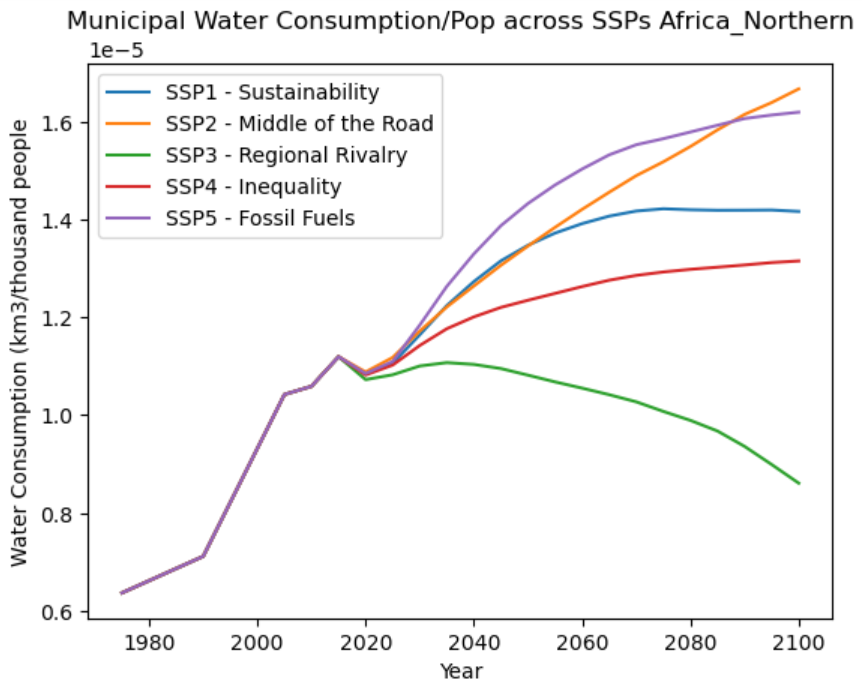 Municipal Water Consumption/Pop across SSPs Africa_Northern
1e−5
SSP1 - Sustainability
SSP2 - Middle of the Road
SSP3 - Regional Rivalry
SSP4 - Inequality
SSP5 - Fossil Fuels
Water Consumption (km3/thousand people
1.6
1.4
1.2
1.0
0.8
0.6
1980 2000 2020 2040 2060 2080 2100
Year